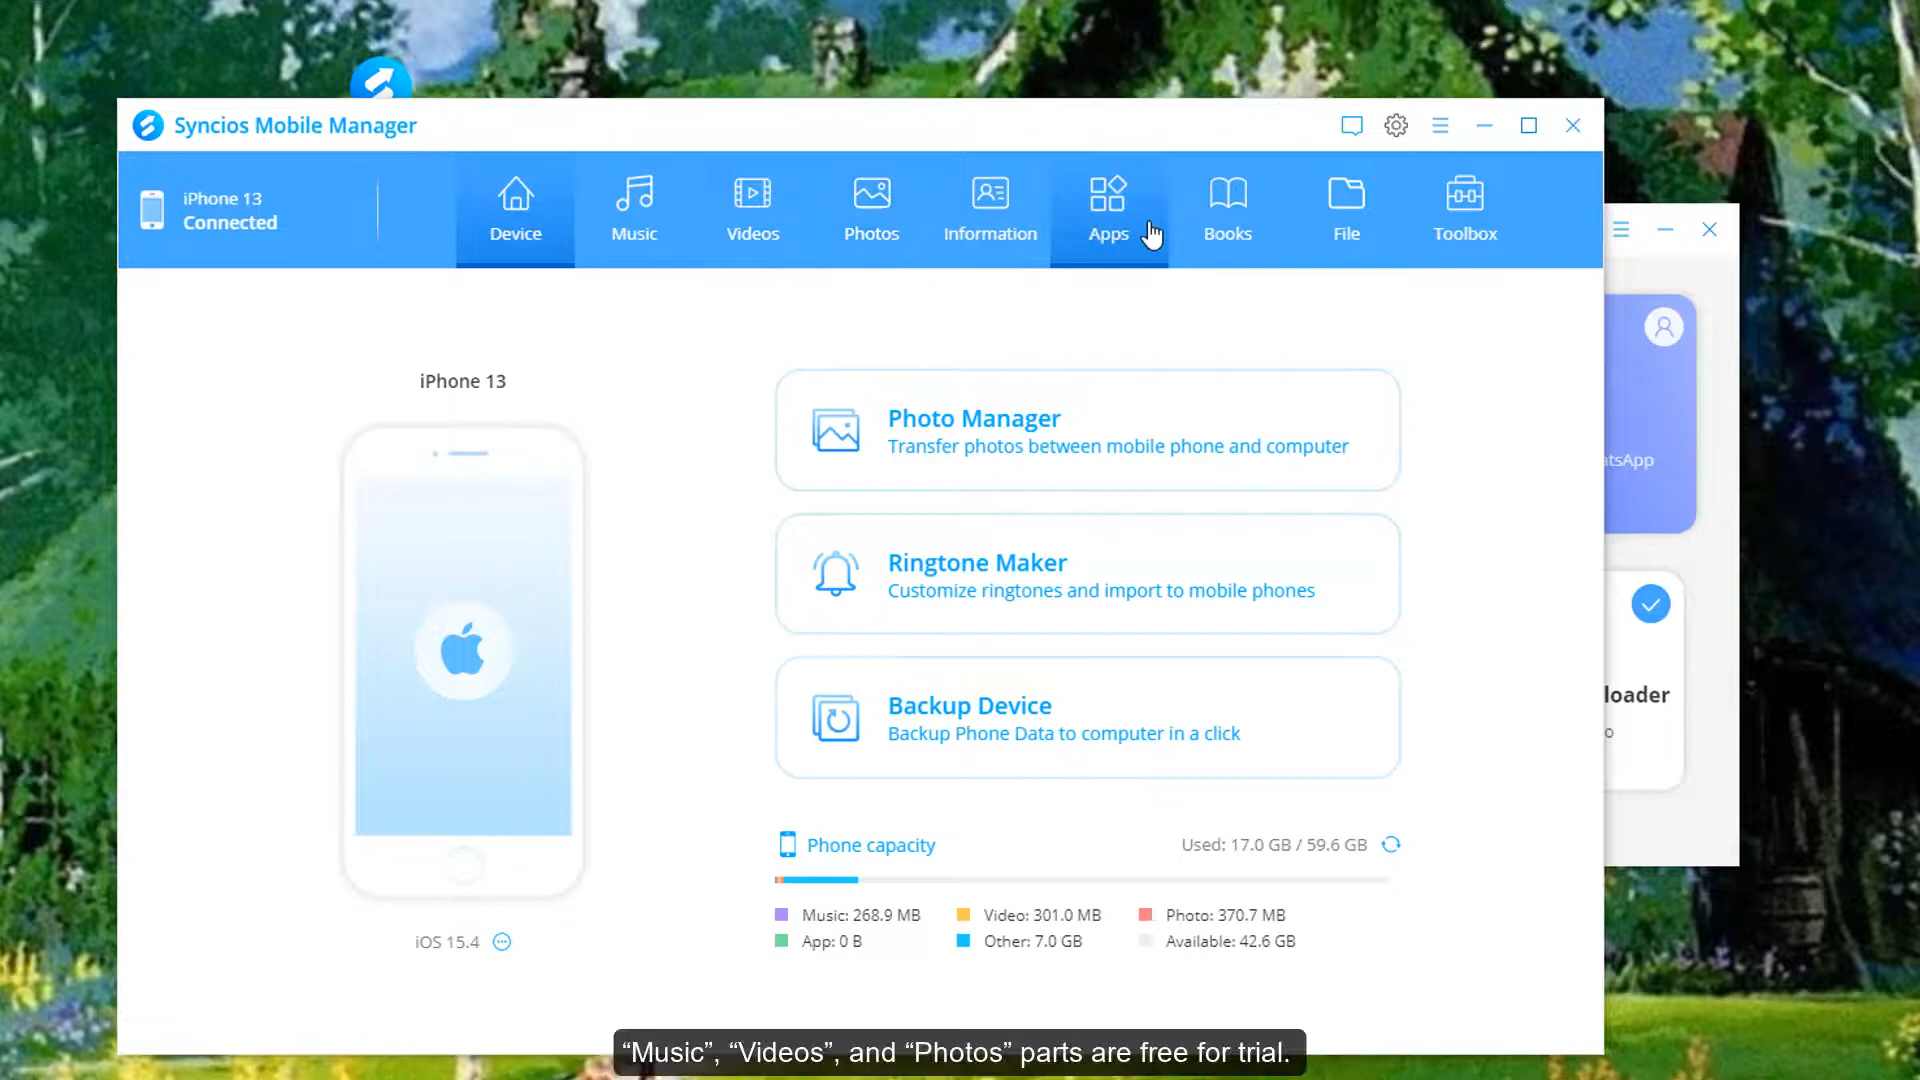 Syncios Mobile Manager
iPhone 13
Connected
Device
Music
Videos
Photos
Information
Apps
Books
File
Toolbox
iPhone 13
iOS 15.4
Photo Manager
Transfer photos between mobile phone and computer
Ringtone Maker
Customize ringtones and import to mobile phones
Backup Device
Backup Phone Data to computer in a click
Phone capacity
Used: 17.0 GB / 59.6 GB
Music: 268.9 MB
Video: 301.0 MB
Photo: 370.7 MB
App: 0 B
Other: 7.0 GB
Available: 42.6 GB
atsApp
loader
o
“Music”, “Videos”, and “Photos” parts are free for trial.